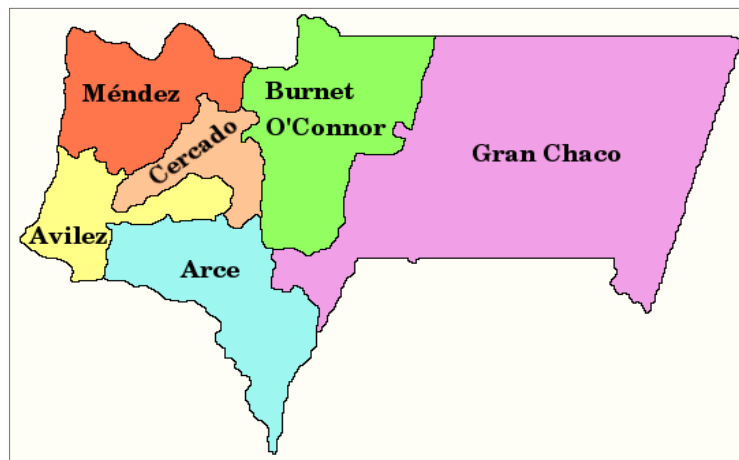 Méndez
Burnet
O'Connor
Cercado
Gran Chaco
Avilez
Arce